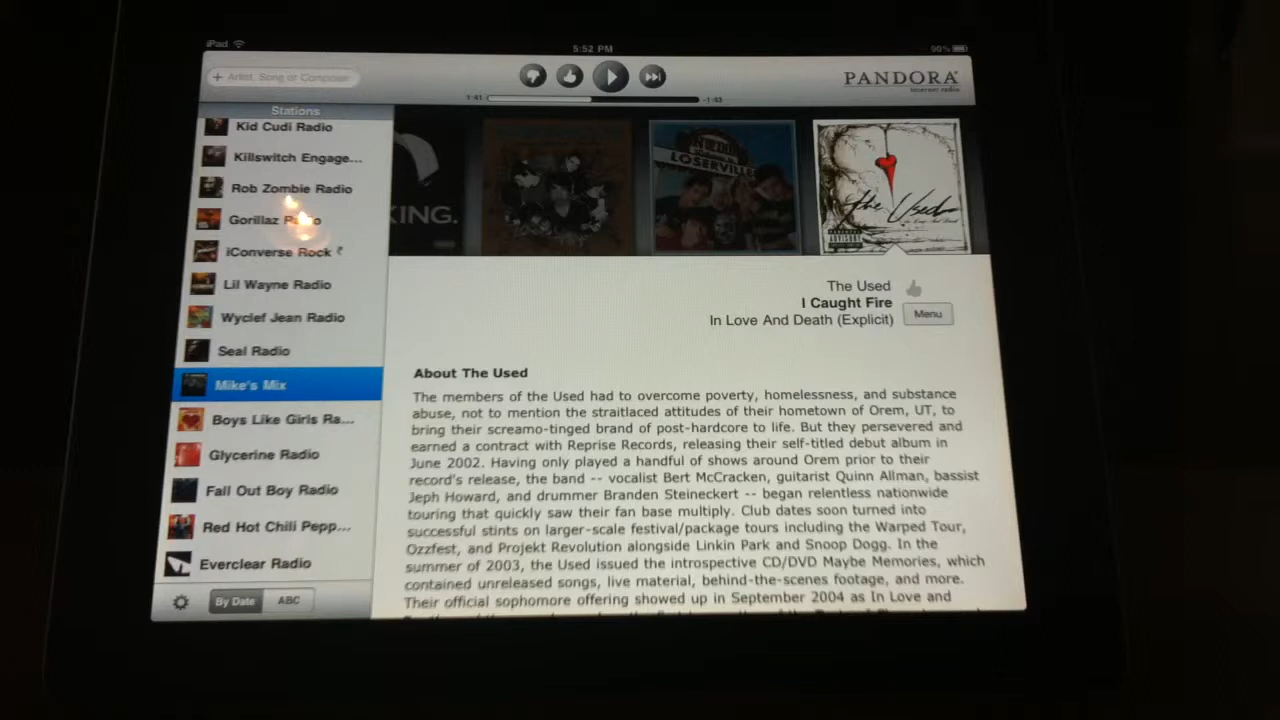 iPad
5:52 PM
90%
+ Artist, Song or Composer
PANDORA
internet radio
1:41
-1:43
Stations
Kid Cudi Radio
Killswitch Engage...
Rob Zombie Radio
Gorillaz
iConverse Rock
Lil Wayne Radio
Wyclef Jean Radio
Seal Radio
Mike's Mix
Boys Like Girls Ra...
Glycerine Radio
Fall Out Boy Radio
Red Hot Chili Pepp...
Everclear Radio
By Date
ABC
KING.
LOSERVILLE
the Used
PARENTAL
ADVISORY
The Used
I Caught Fire
In Love And Death (Explicit)
Menu
About The Used
The members of the Used had to overcome poverty, homelessness, and substance
abuse, not to mention the straitlaced attitudes of their hometown of Orem, UT, to
bring their screamo-tinged brand of post-hardcore to life. But they persevered and
earned a contract with Reprise Records, releasing their self-titled debut album in
June 2002. Having only played a handful of shows around Orem prior to their
record's release, the band -- vocalist Bert McCracken, guitarist Quinn Allman, bassist
Jeph Howard, and drummer Branden Steineckert -- began relentless nationwide
touring that quickly saw their fan base multiply. Club dates soon turned into
successful stints on larger-scale festival/package tours including the Warped Tour,
Ozzfest, and Projekt Revolution alongside Linkin Park and Snoop Dogg. In the
summer of 2003, the Used issued the introspective CD/DVD Maybe Memories, which
contained unreleased songs, live material, behind-the-scenes footage, and more.
Their official sophomore offering showed up in September 2004 as In Love and